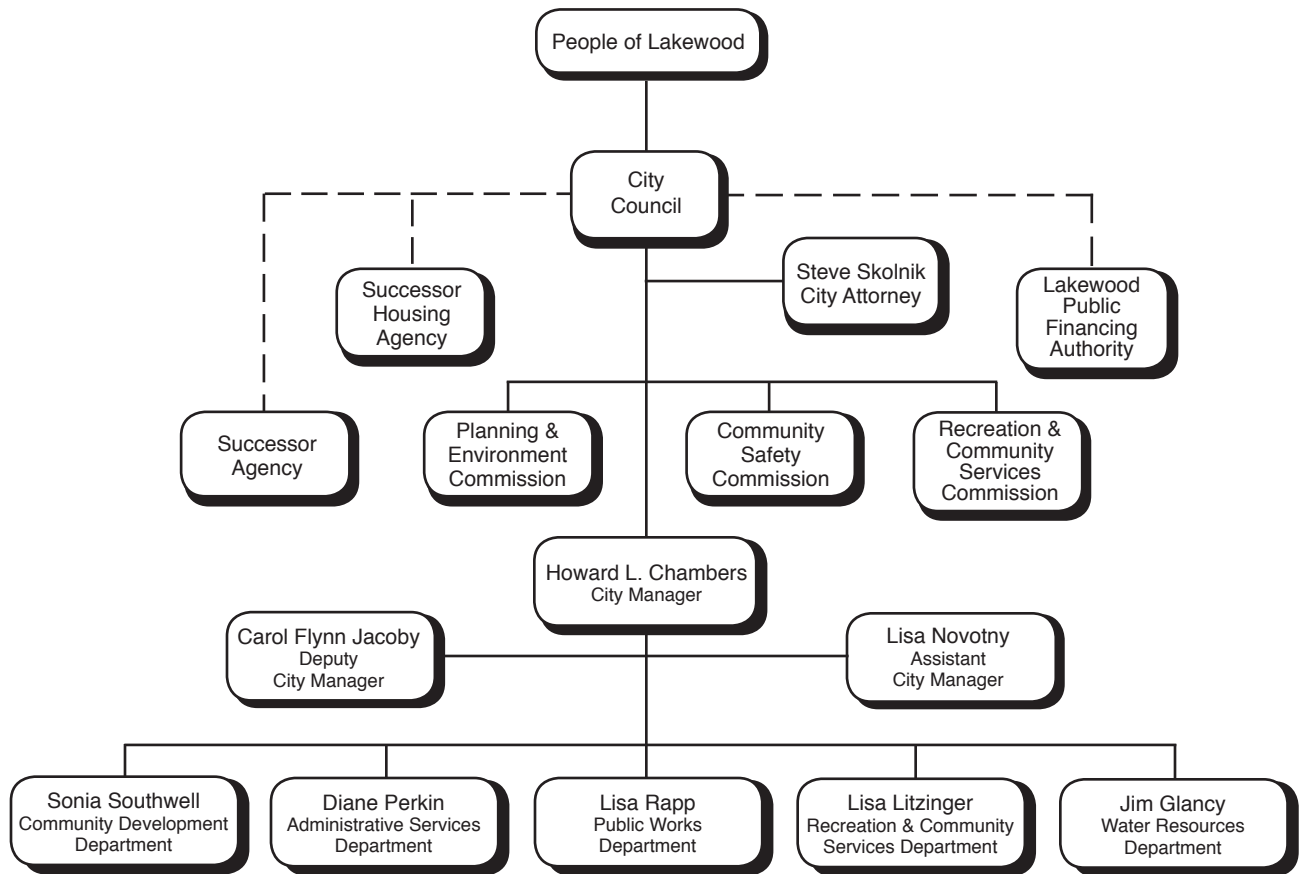 People of Lakewood
City
Council
Steve Skolnik
City Attorney
Successor
Housing
Agency
Lakewood
Public
Financing
Authority
Successor
Agency
Planning &
Environment
Commission
Community
Safety
Commission
Recreation &
Community
Services
Commission
Howard L. Chambers
City Manager
Carol Flynn Jacoby
Deputy
City Manager
Lisa Novotny
Assistant
City Manager
Sonia Southwell
Community Development
Department
Diane Perkin
Administrative Services
Department
Lisa Rapp
Public Works
Department
Lisa Litzinger
Recreation & Community
Services Department
Jim Glancy
Water Resources
Department